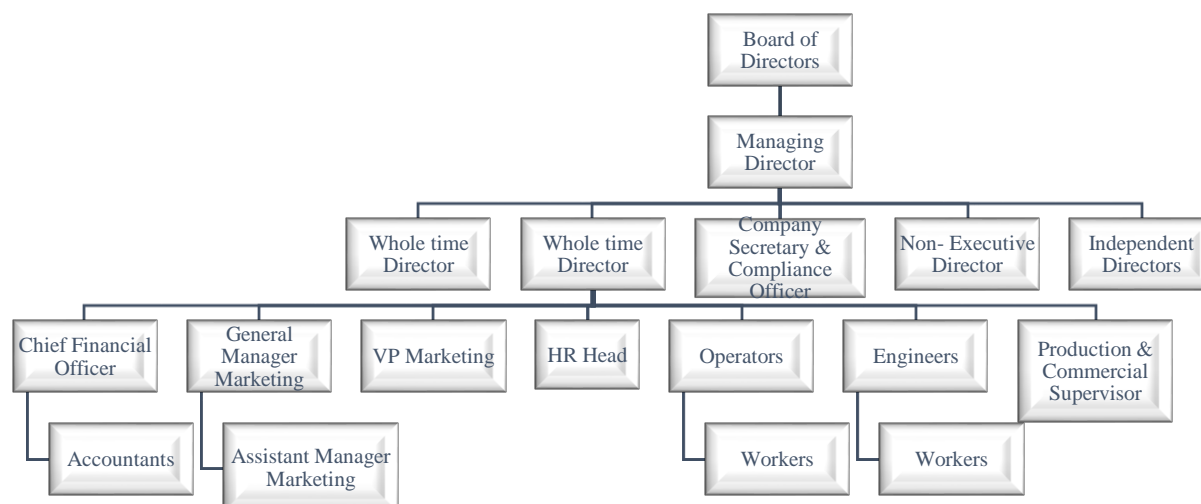 Board of
Directors
Managing
Director
Whole time
Director
Whole time
Director
Company
Secretary &
Compliance
Officer
Non- Executive
Director
Independent
Directors
Chief Financial
Officer
General
Manager
Marketing
VP Marketing
HR Head
Operators
Engineers
Production &
Commercial
Supervisor
Accountants
Assistant Manager
Marketing
Workers
Workers